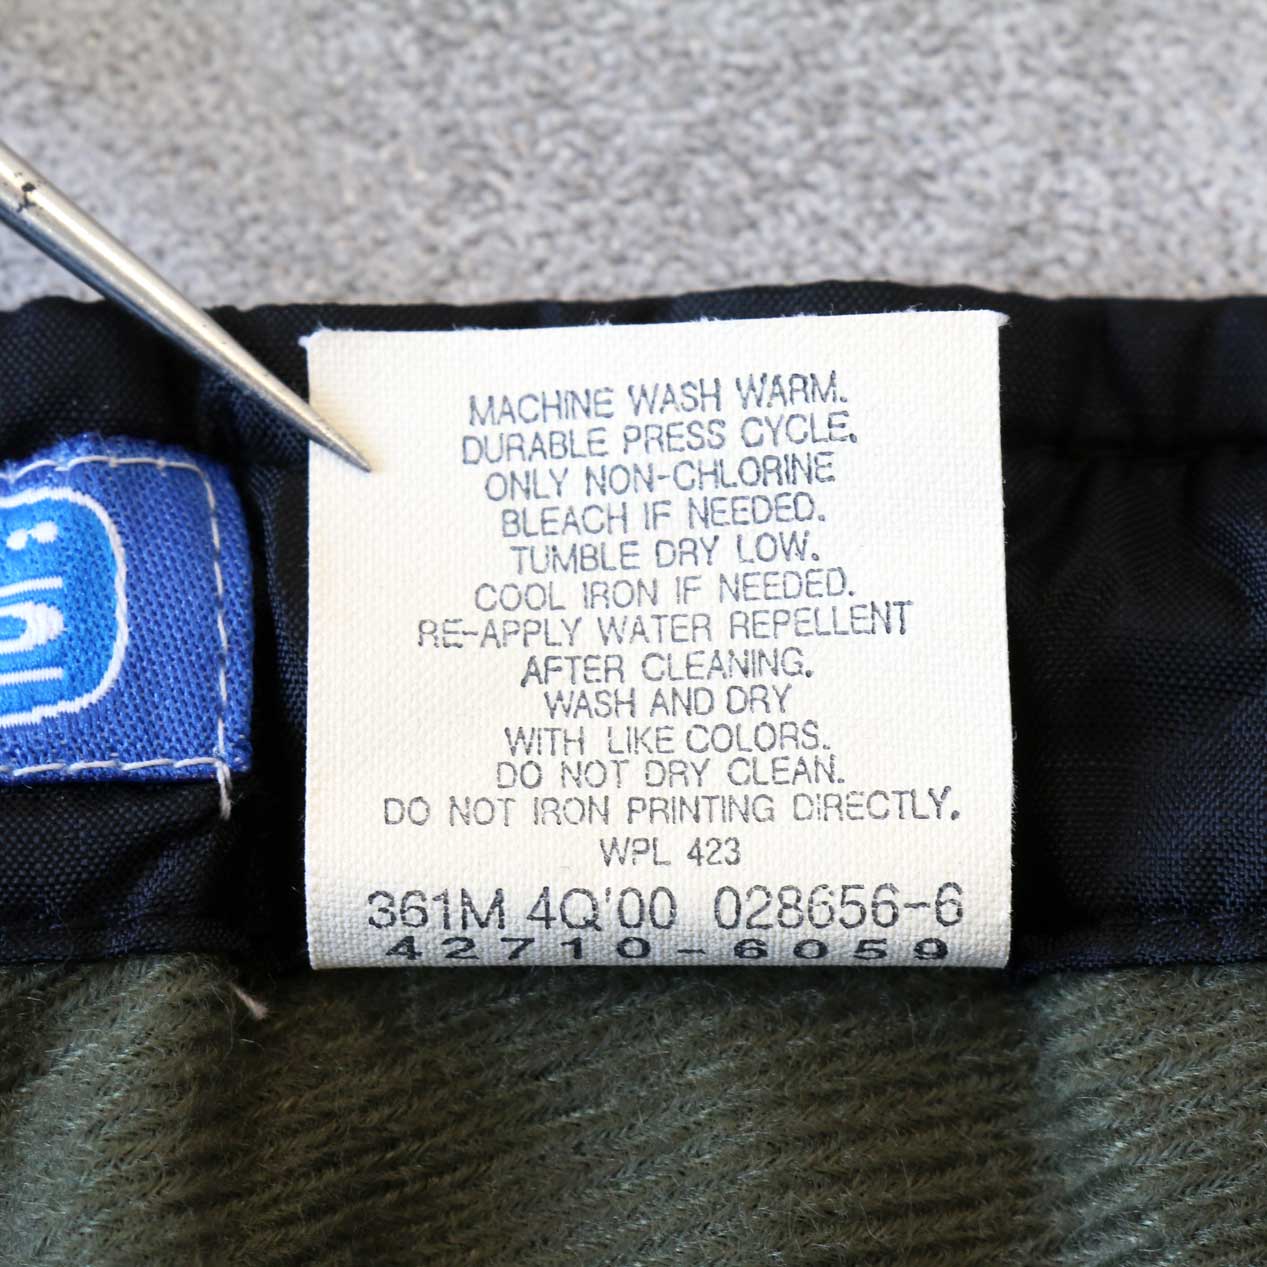 MACHINE WASH WARM.
DURABLE PRESS CYCLE.
ONLY NON-CHLORINE
BLEACH IF NEEDED.
TUMBLE DRY LOW.
COOL IRON IF NEEDED.
RE-APPLY WATER REPELLENT
AFTER CLEANING.
WASH AND DRY
WITH LIKE COLORS.
DO NOT DRY CLEAN.
DO NOT IRON PRINTING DIRECTLY.
WPL 423
361M 4Q'00 028656-6
42710-6059